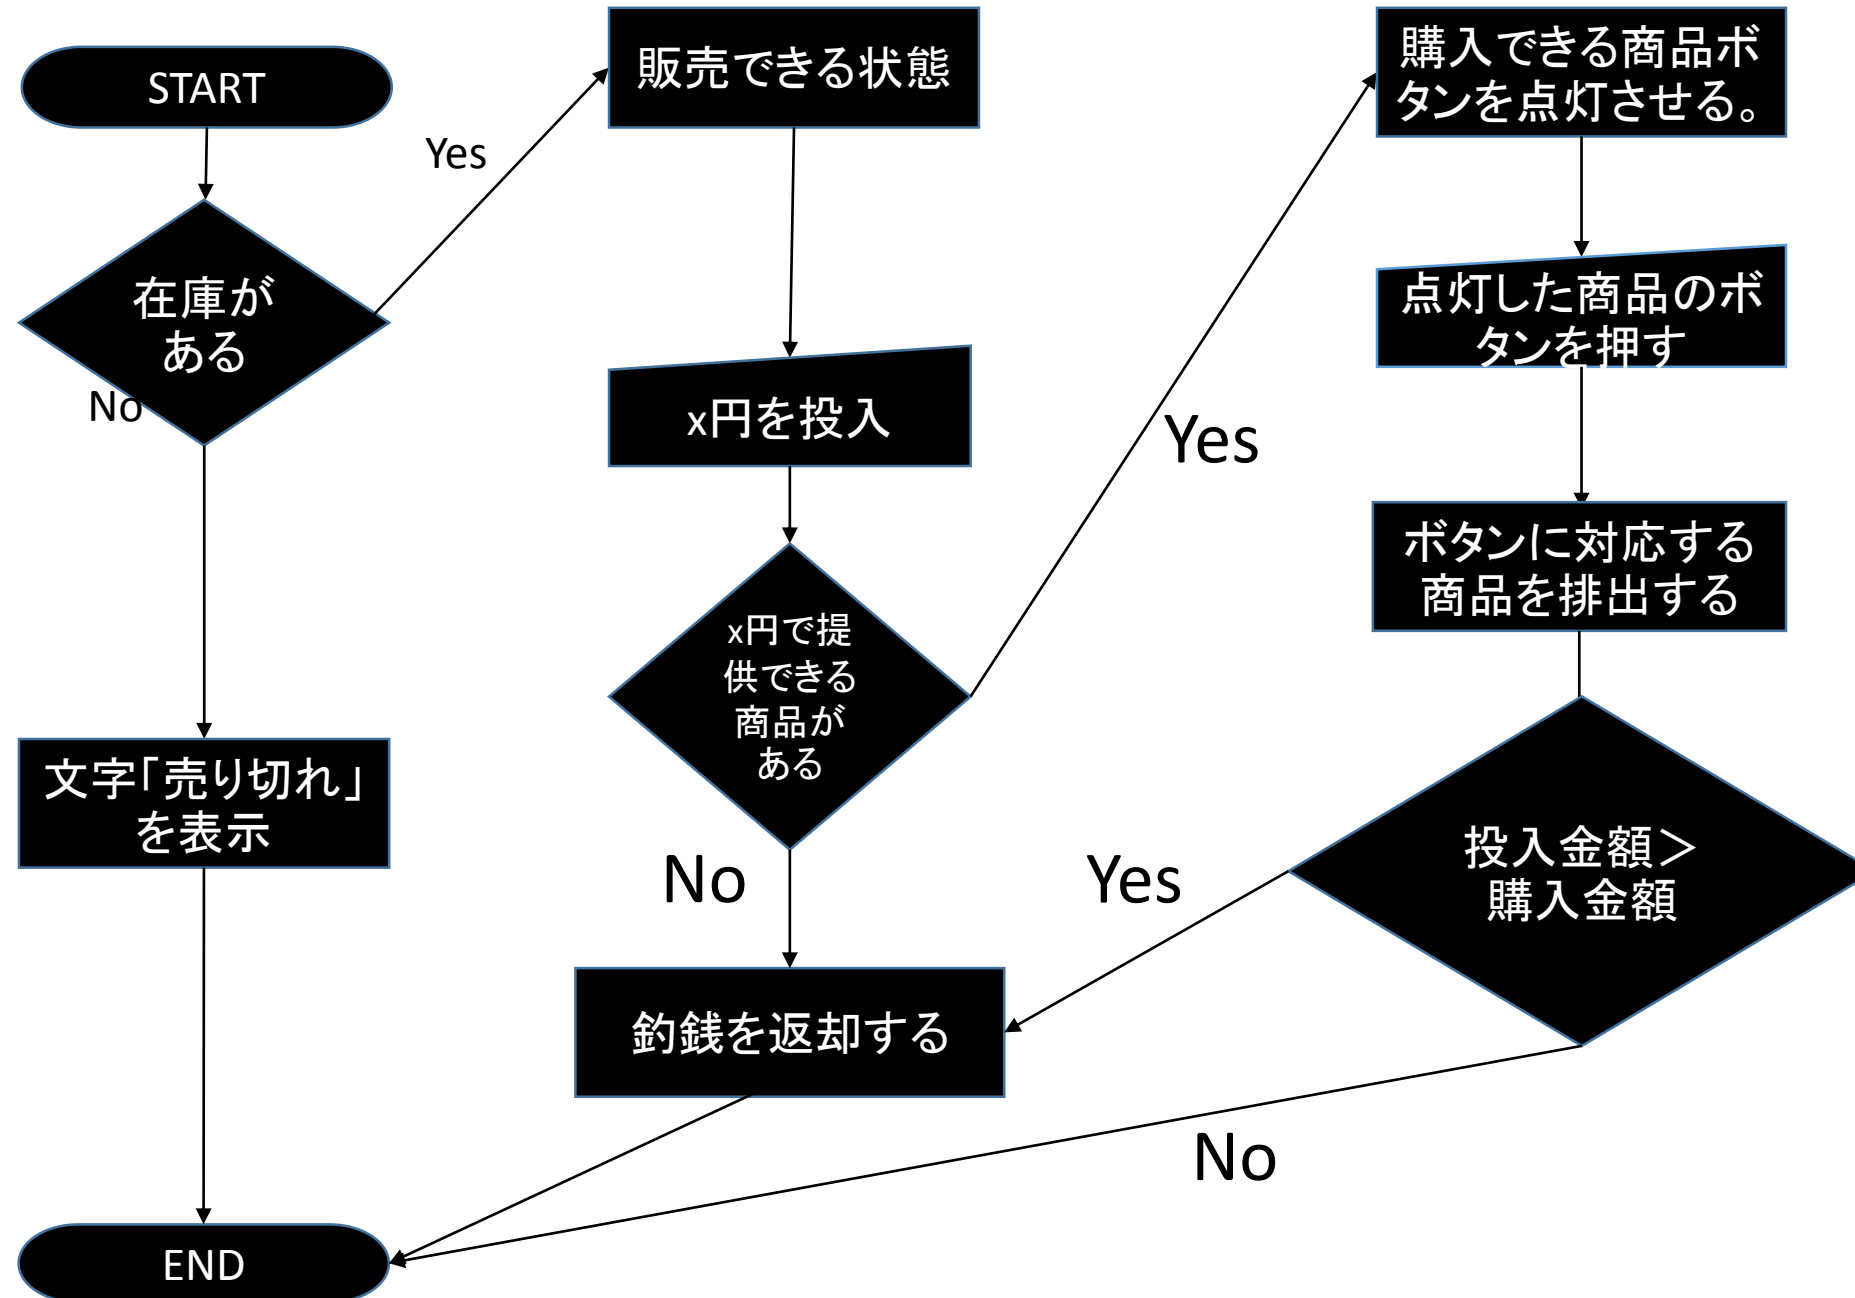 START
在庫が
ある
No
文字「売り切れ」
を表示
END
Yes
販売できる状態
x円を投入
x円で提
供できる
商品が
ある
No
釣銭を返却する
Yes
購入できる商品ボ
タンを点灯させる。
点灯した商品のボ
タンを押す
ボタンに対応する
商品を排出する
投入金額＞
購入金額
Yes
No